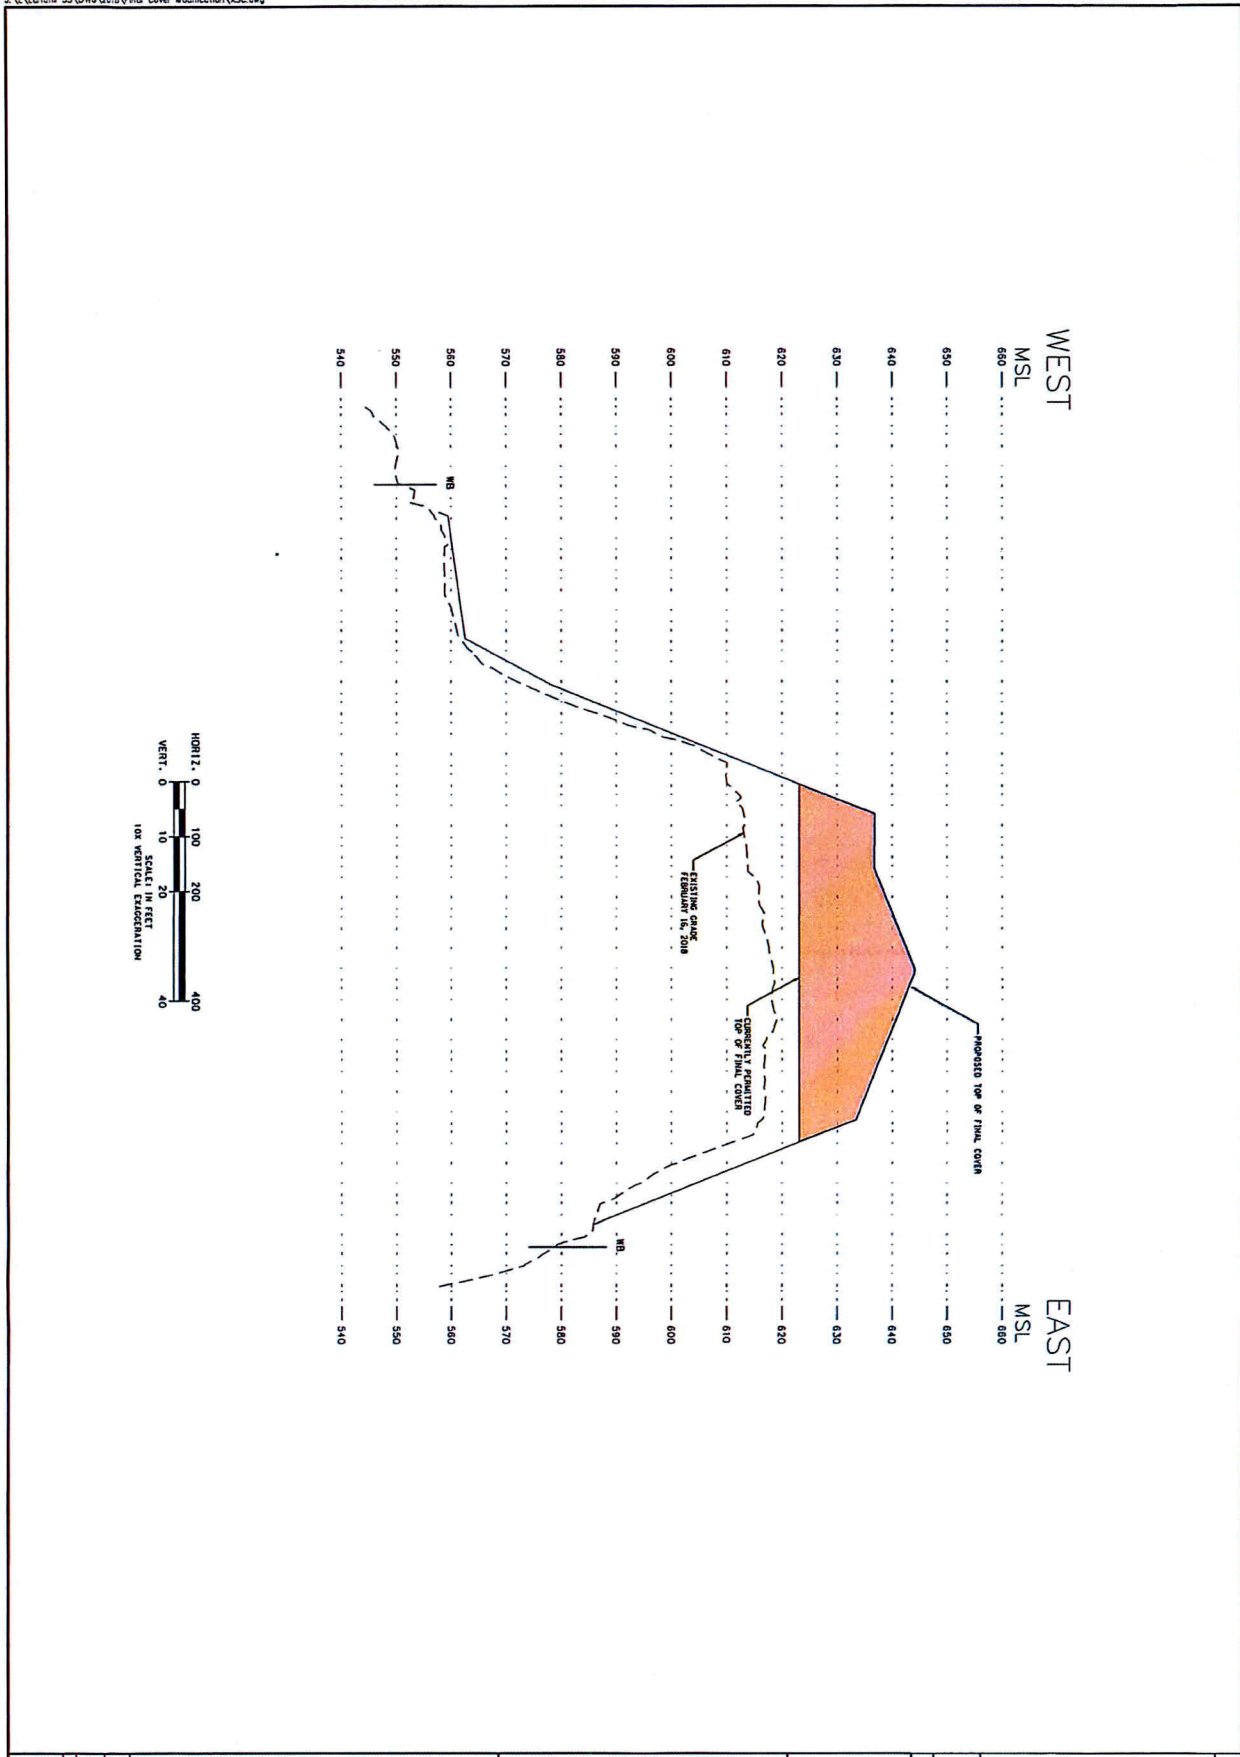 WEST
EAST
MSL
MSL
660
660
650
650
640
640
630
630
620
620
610
610
600
600
590
590
580
580
570
570
560
560
550
550
540
540
PROPOSED TOP OF FINAL COVER
CURRENTLY PERMITTED
TOP OF FINAL COVER
EXISTING GRADE
FEBRUARY 16, 2018
WB
WB
HORIZ. 0 100 200 400
VERT. 0 10 20 40
SCALE: IN FEET
10X VERTICAL EXAGGERATION